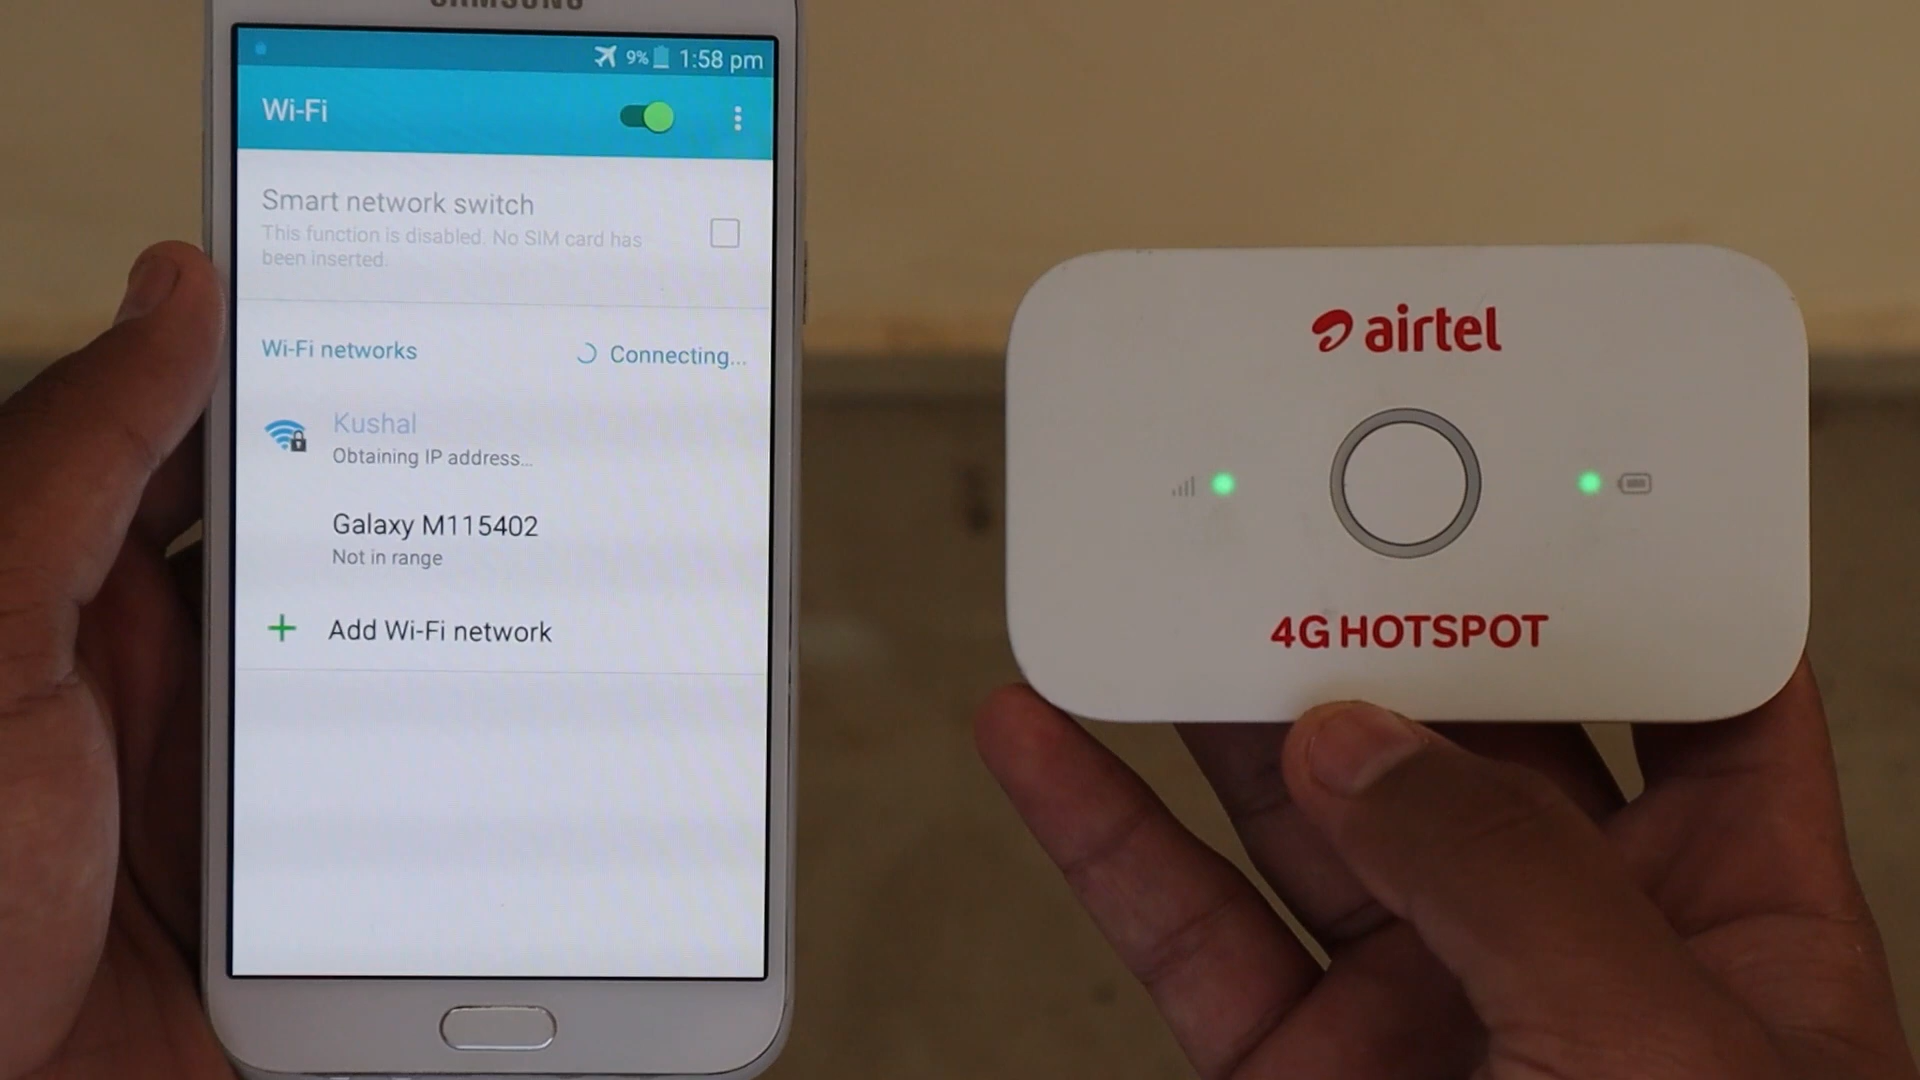 SAMSUNG
9% 1:58 pm
Wi-Fi
Smart network switch
This function is disabled. No SIM card has
been inserted.
Wi-Fi networks Connecting...
Kushal
Obtaining IP address...
Galaxy M115402
Not in range
+ Add Wi-Fi network
airtel
4G HOTSPOT